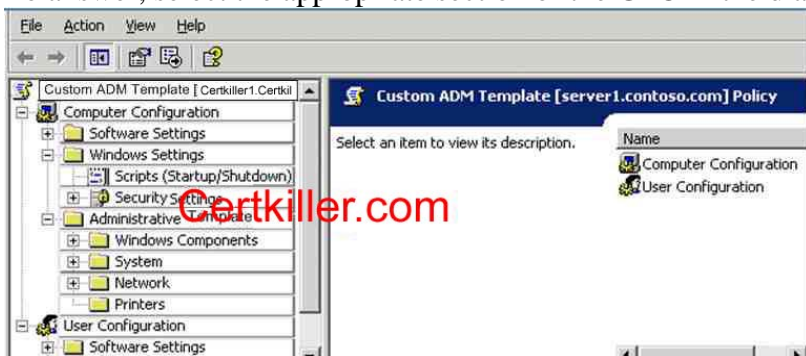 File Action View Help
Custom ADM Template [ Certkiller1.Certkil
Custom ADM Template [server1.contoso.com] Policy
Computer Configuration
Software Settings
Windows Settings
Scripts (Startup/Shutdown)
Security Settings
Administrative Template
Windows Components
System
Network
Printers
User Configuration
Software Settings
Select an item to view its description.
Name
Computer Configuration
User Configuration
Certkiller.com